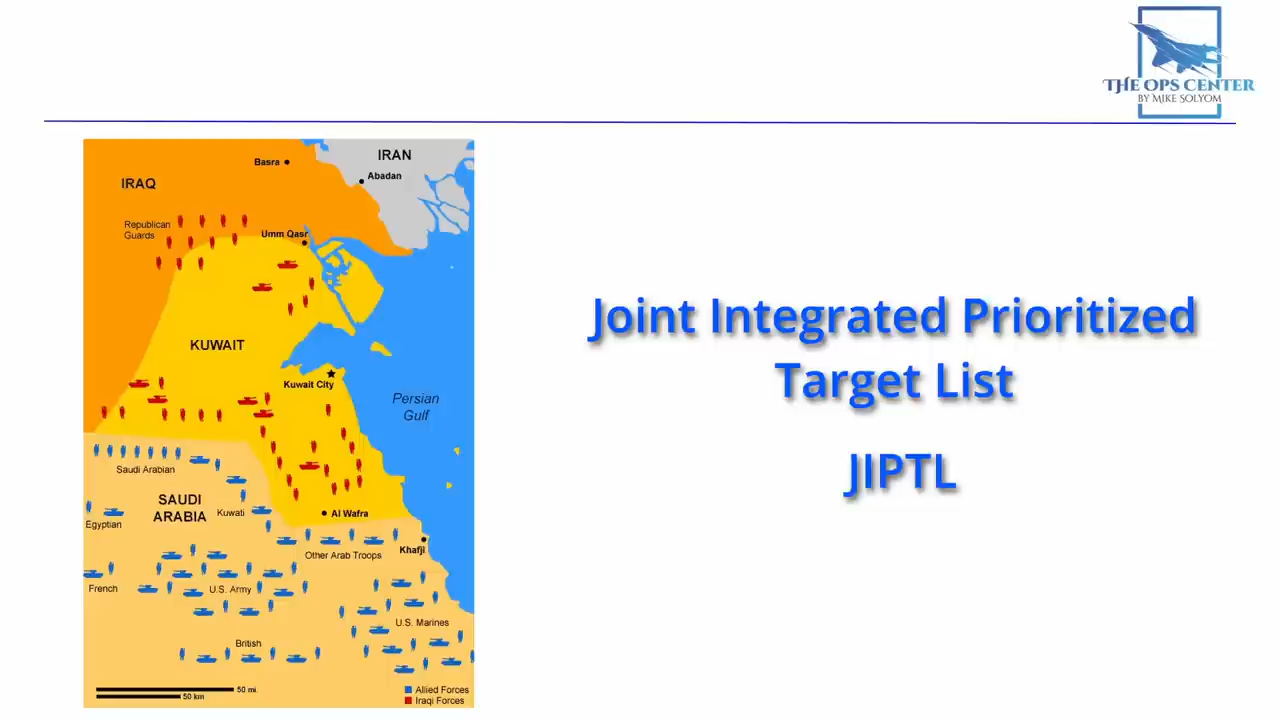 THE OPS CENTER
BY MIKE SOLYOM
IRAN
Basra
Abadan
IRAQ
Republican
Guards
Umm Qasr
KUWAIT
Kuwait City
Persian
Gulf
Saudi Arabian
SAUDI
ARABIA
Kuwati
Al Wafra
Egyptian
Other Arab Troops
Khafji
French
U.S. Army
U.S. Marines
British
50 mi.
50 km
Allied Forces
Iraqi Forces
Joint Integrated Prioritized
Target List
JIPTL